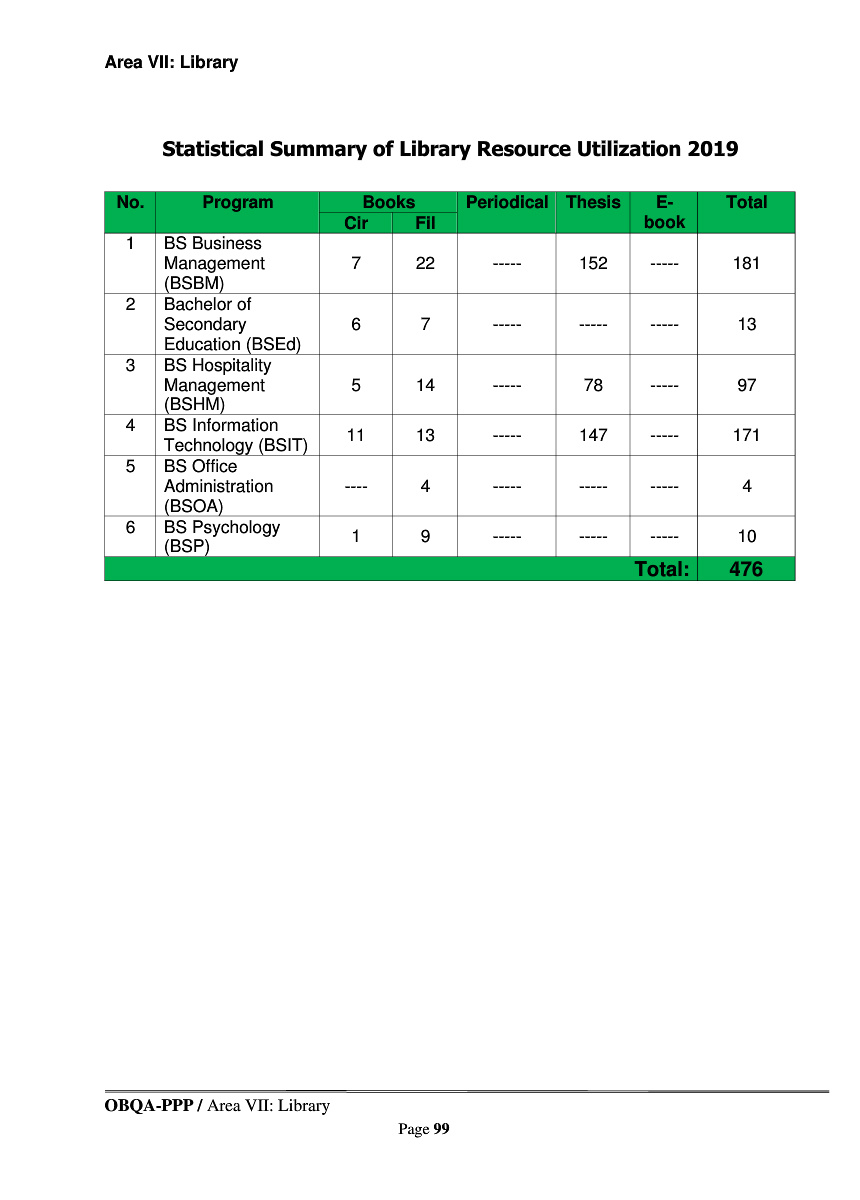 Area VII: Library
Statistical Summary of Library Resource Utilization 2019
No. Program Books Periodical Thesis E- Total
Cir Fil book
1 BS Business
Management 7 22 ----- 152 ----- 181
(BSBM)
2 Bachelor of
Secondary 6 7 ----- ----- ----- 13
Education (BSEd)
3 BS Hospitality
Management 5 14 ----- 78 ----- 97
(BSHM)
4 BS Information
Technology (BSIT) 11 13 ----- 147 ----- 171
5 BS Office
Administration ---- 4 ----- ----- ----- 4
(BSOA)
6 BS Psychology
(BSP) 1 9 ----- ----- ----- 10
Total: 476
OBQA-PPP / Area VII: Library
Page 99